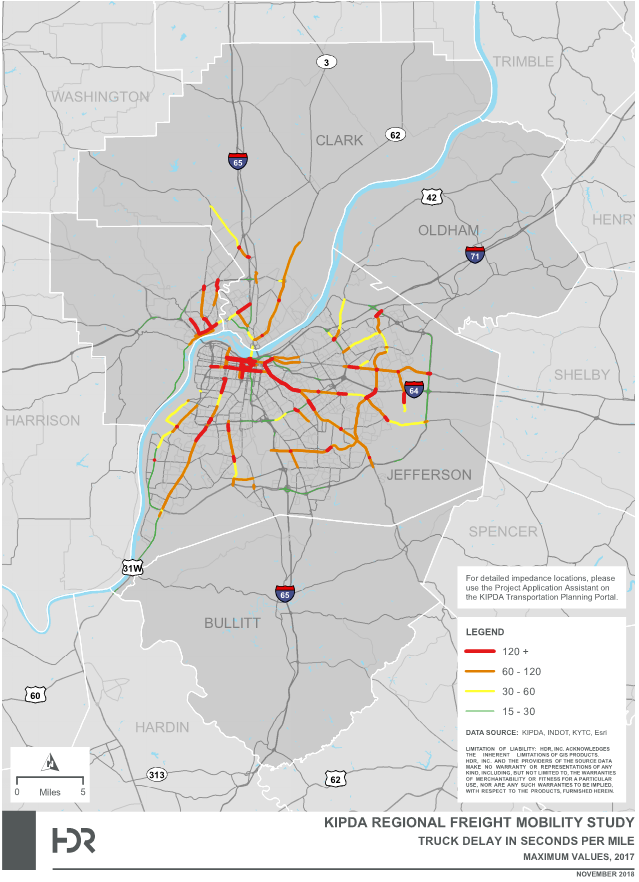 3
TRIMBLE
WASHINGTON
CLARK
62
65
42
OLDHAM
HENRY
71
SHELBY
64
HARRISON
JEFFERSON
SPENCER
31W
65
BULLITT
60
HARDIN
313
62
0 Miles 5
For detailed impedance locations, please
use the Project Application Assistant on
the KIPDA Transportation Planning Portal.
LEGEND
120 +
60 - 120
30 - 60
15 - 30
DATA SOURCE: KIPDA, INDOT, KYTC, Esri
LIMITATION OF LIABILITY: HDR, INC. ACKNOWLEDGES
THE INHERENT LIMITATIONS OF GIS PRODUCTS.
HDR, INC. AND THE PROVIDERS OF THE SOURCE DATA
MAKE NO WARRANTY OR REPRESENTATIONS OF ANY
KIND, INCLUDING, BUT NOT LIMITED TO, THE WARRANTIES
OF MERCHANTABILITY OR FITNESS FOR A PARTICULAR
USE, NOR ARE ANY SUCH WARRANTIES TO BE IMPLIED,
WITH RESPECT TO THE PRODUCTS, FURNISHED HEREIN.
HDR
KIPDA REGIONAL FREIGHT MOBILITY STUDY
TRUCK DELAY IN SECONDS PER MILE
MAXIMUM VALUES, 2017
NOVEMBER 2018